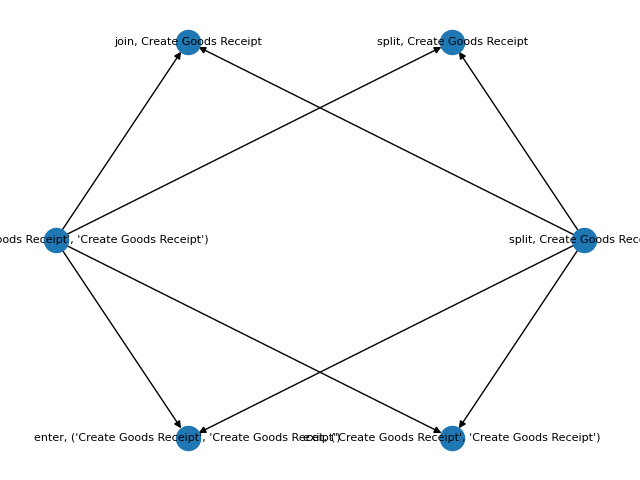 join, Create Goods Receipt
split, Create Goods Receipt
Goods Receipt', 'Create Goods Receipt')
split, Create Goods Rece
enter, ('Create Goods Receipt', 'Create Goods Receipt')
exit, ('Create Goods Receipt', 'Create Goods Receipt')